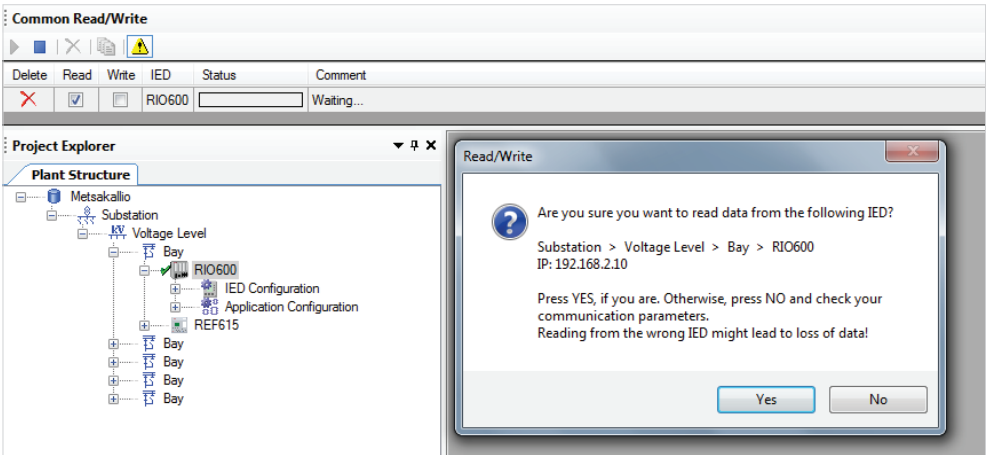 Common Read/Write
Delete Read Write IED Status Comment
RIO600 Waiting...
Project Explorer
Plant Structure
Metsakallio
Substation
Voltage Level
Bay
RIO600
IED Configuration
Application Configuration
REF615
Bay
Bay
Bay
Bay
Read/Write
Are you sure you want to read data from the following IED?
Substation > Voltage Level > Bay > RIO600
IP: 192.168.2.10
Press YES, if you are. Otherwise, press NO and check your
communication parameters.
Reading from the wrong IED might lead to loss of data!
Yes No